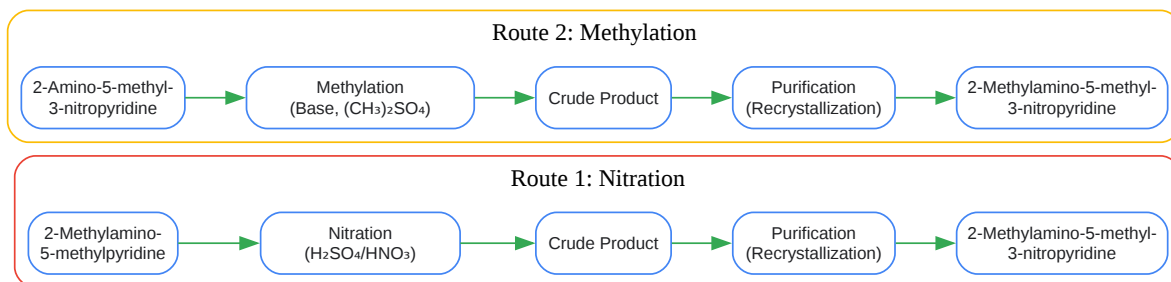 Route 2: Methylation
2-Amino-5-methyl-
3-nitropyridine
Methylation
(Base, (CH₃)₂SO₄)
Crude Product
Purification
(Recrystallization)
2-Methylamino-5-methyl-
3-nitropyridine
Route 1: Nitration
2-Methylamino-
5-methylpyridine
Nitration
(H₂SO₄/HNO₃)
Crude Product
Purification
(Recrystallization)
2-Methylamino-5-methyl-
3-nitropyridine